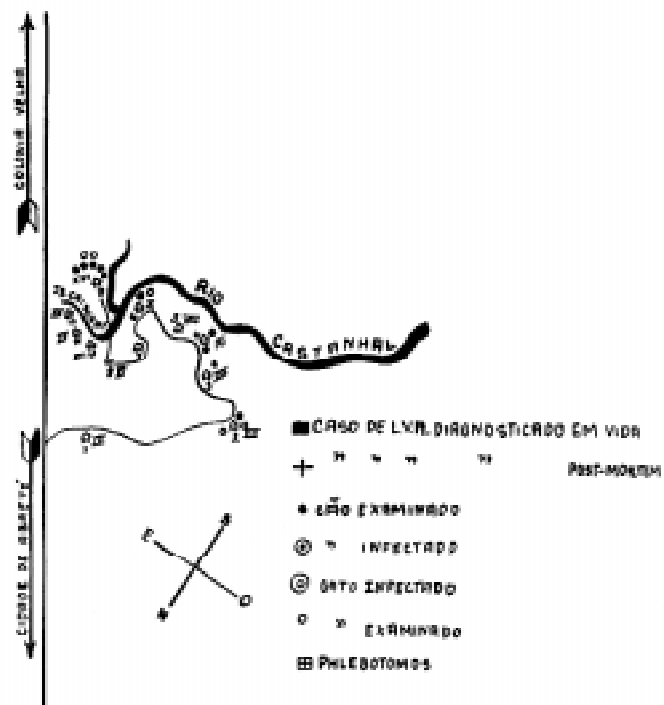 COLONIA VELHA
RIO
CASTANHAL
CIDADE DE ABAETÉ
E
S
O
N
CASO DE L.V.A. DIAGNOSTICADO EM VIDA
" " " " POST-MORTIM
CÃO EXAMINADO
" INFECTADO
GATO INFECTADO
" EXAMINADO
PHLEBOTOMOS